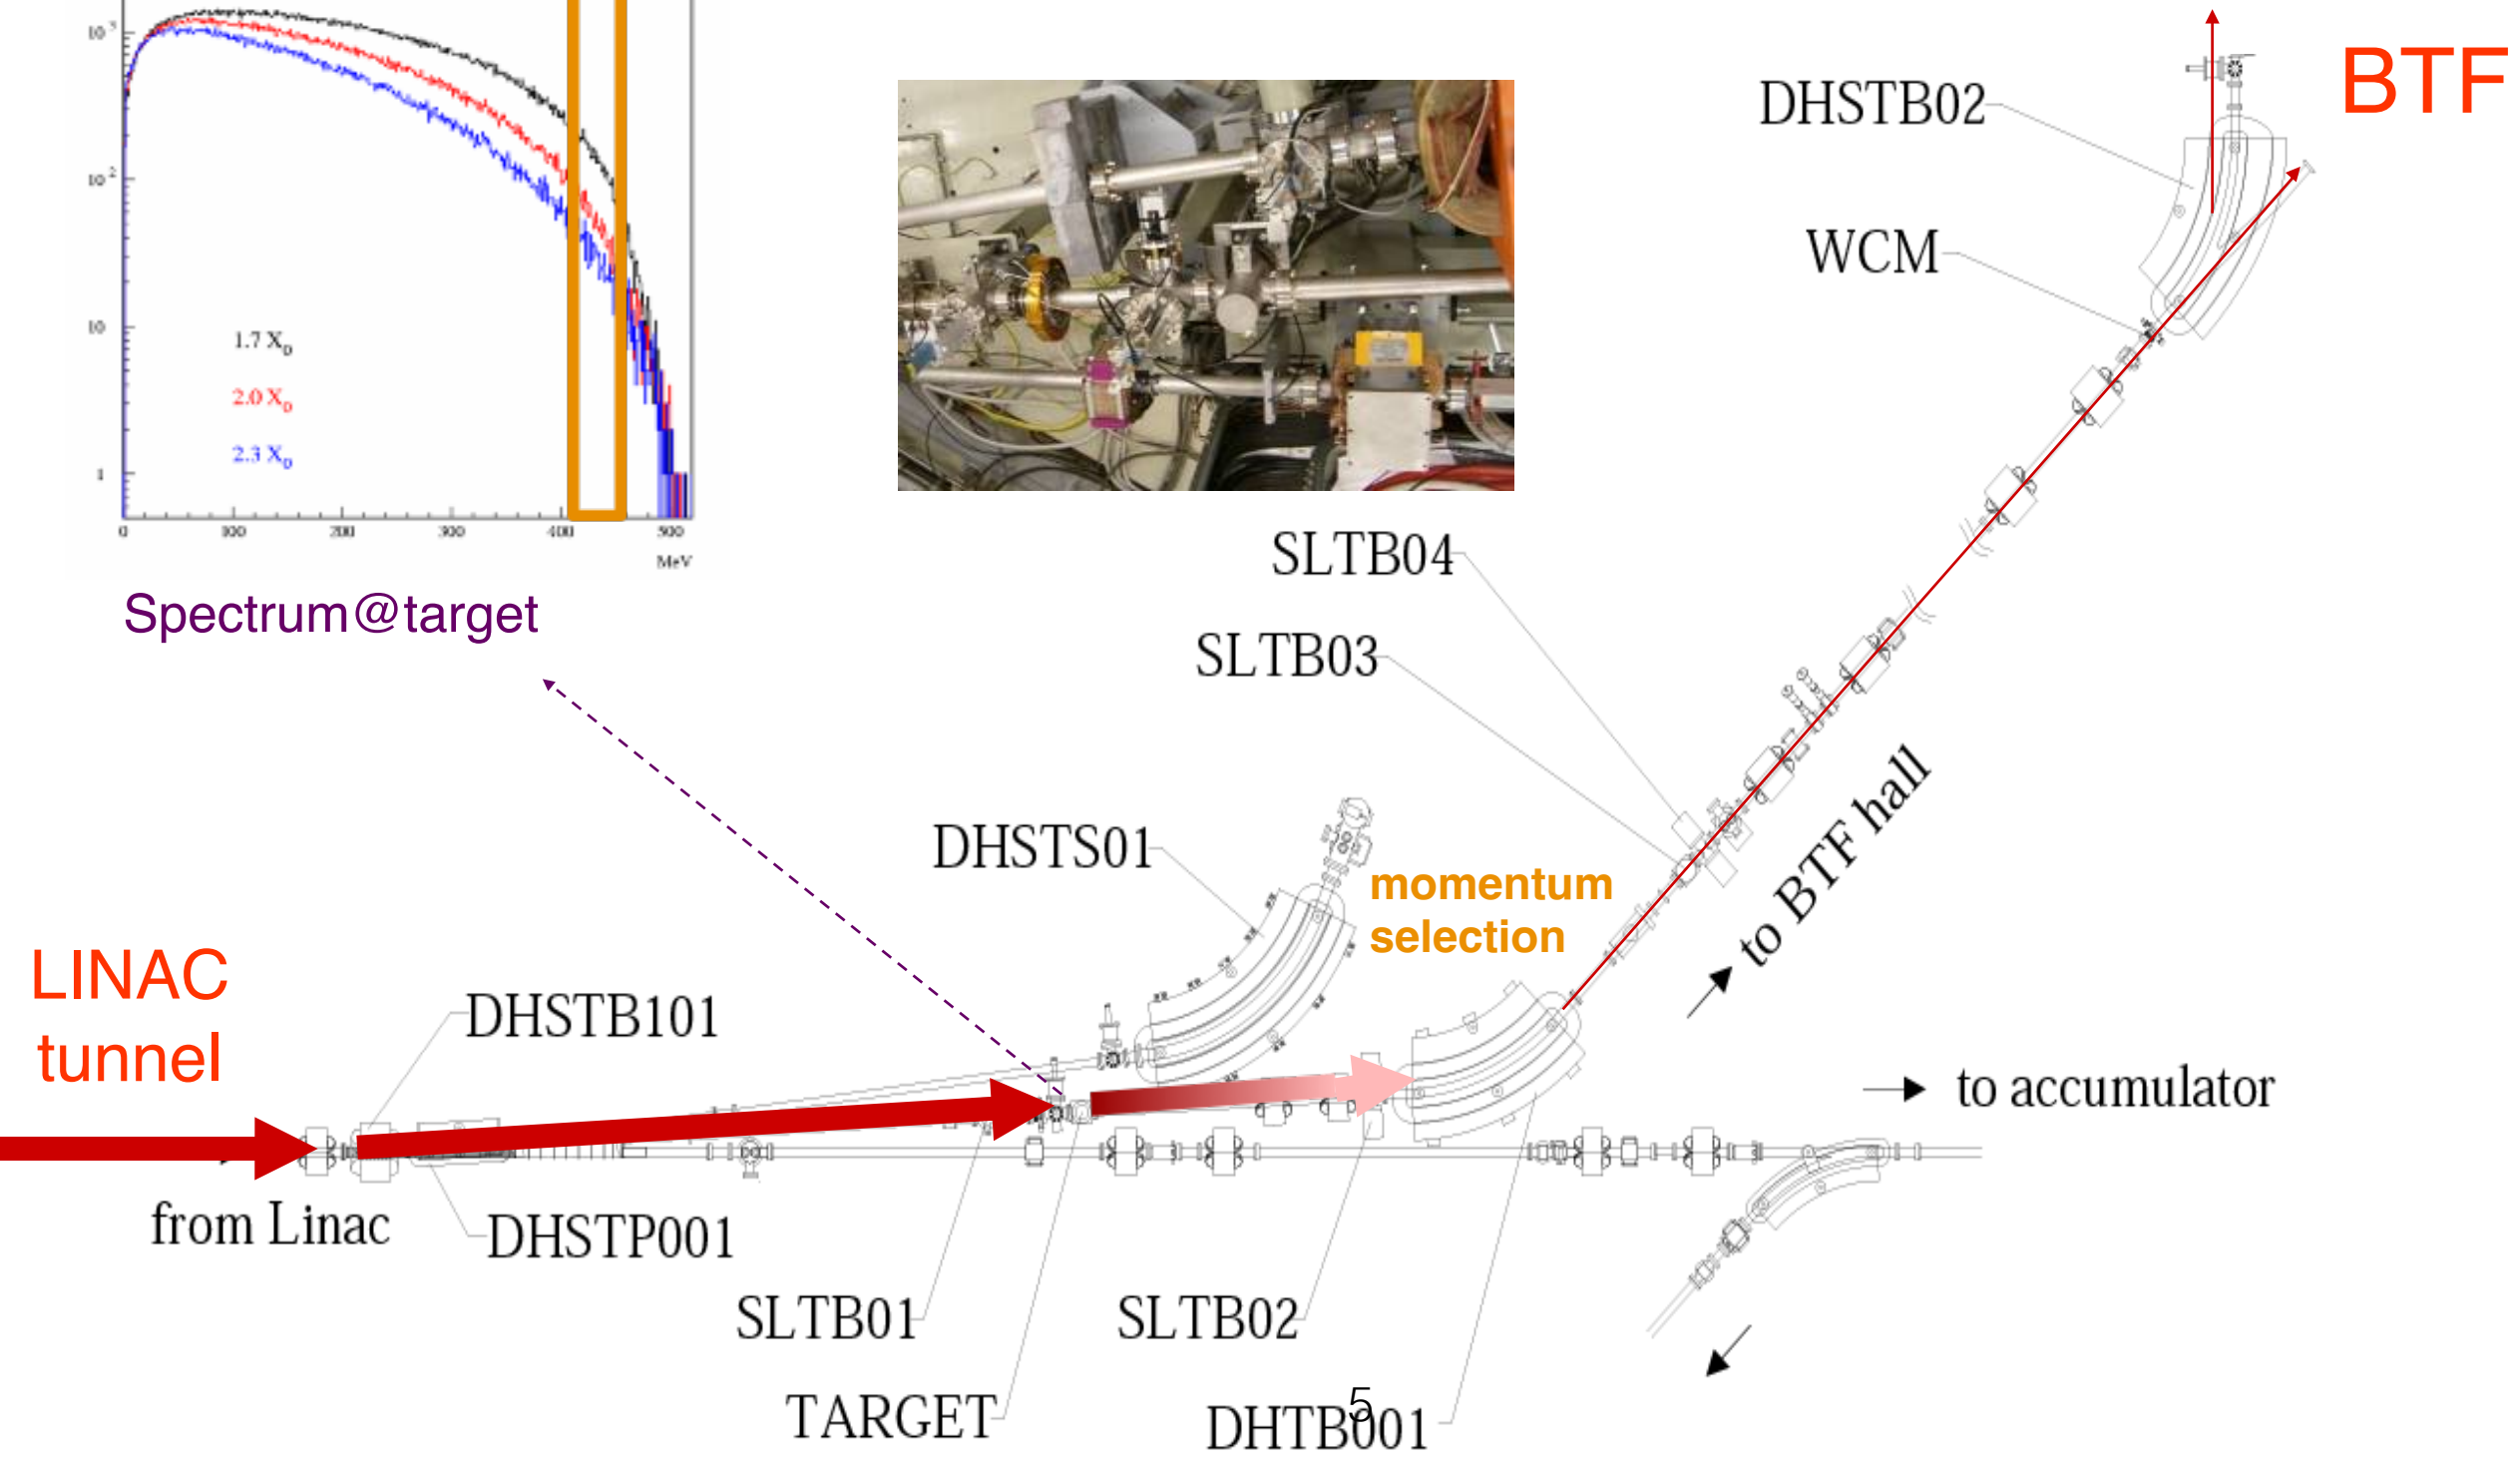 10³
10²
10
1
1.7 X₀
2.0 X₀
2.3 X₀
0 100 200 300 400 500
MeV
Spectrum@target
BTF
DHSTB02
WCM
SLTB04
SLTB03
to BTF hall
DHSTS01
momentum
selection
LINAC
tunnel
DHSTB101
to accumulator
from Linac
DHSTP001
SLTB01
SLTB02
TARGET
DHTB001
5